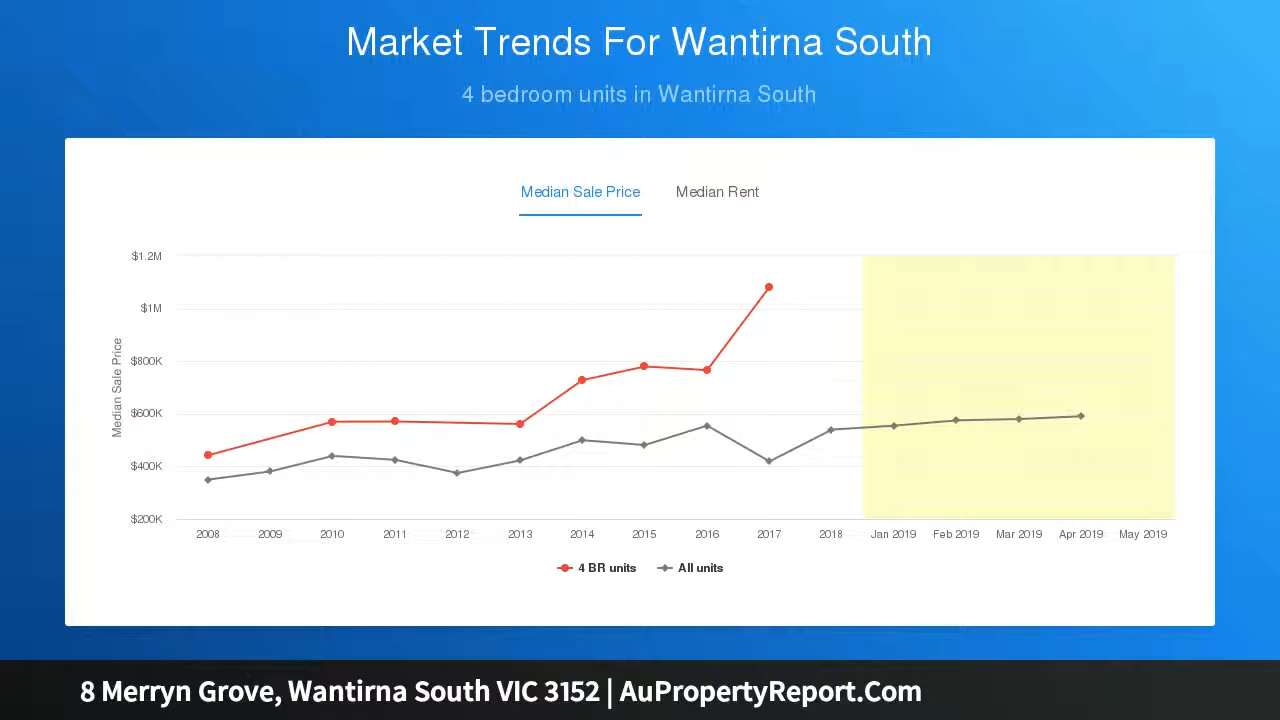 Market Trends For Wantirna South
4 bedroom units in Wantirna South
Median Sale Price Median Rent
Median Sale Price
$1.2M
$1M
$800K
$600K
$400K
$200K
2008 2009 2010 2011 2012 2013 2014 2015 2016 2017 2018 Jan 2019 Feb 2019 Mar 2019 Apr 2019 May 2019
4 BR units All units
8 Merryn Grove, Wantirna South VIC 3152 | AuPropertyReport.Com